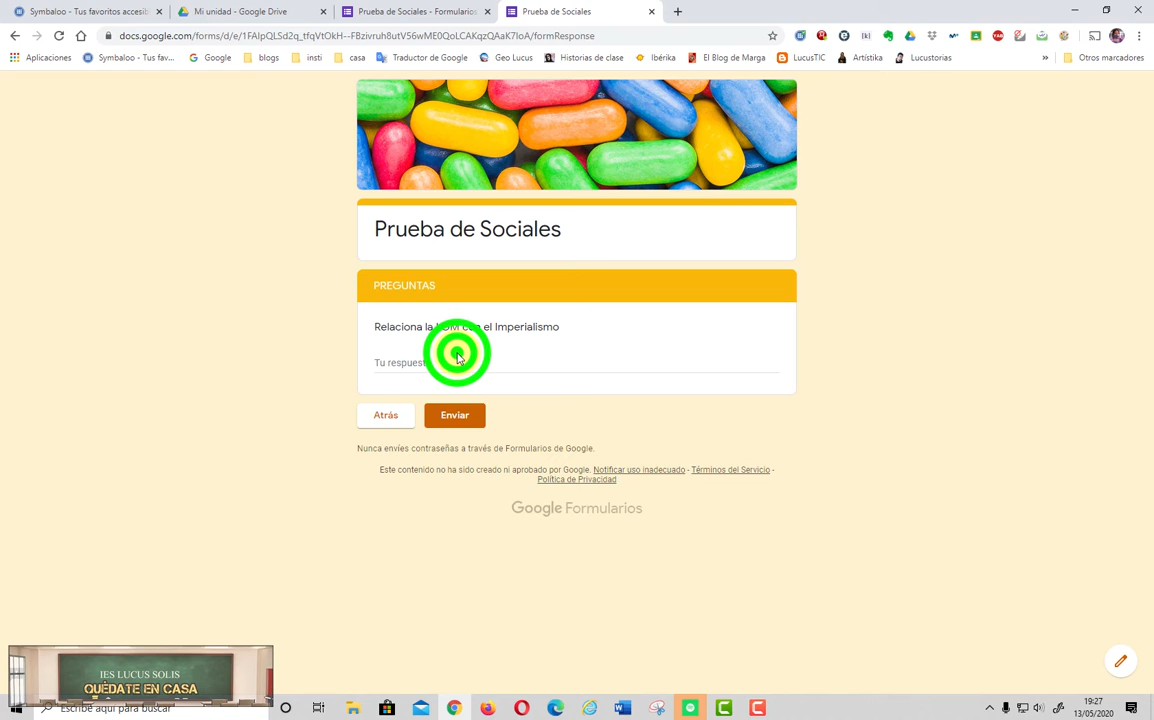 Symbaloo - Tus favoritos accesib
Mi unidad - Google Drive
Prueba de Sociales - Formularios
Prueba de Sociales
docs.google.com/forms/d/e/1FAIpQLSd2q_tfqVtOkH--FBzivruh8utV56wMEQoLCAKqzQAaK7IoA/formResponse
Aplicaciones
Symbaloo - Tus fav...
Google
blogs
insti
casa
Traductor de Google
Geo Lucus
Historias de clase
Ibérika
El Blog de Marga
LucusTIC
Artístika
Lucustorias
»
Otros marcadores
Prueba de Sociales
PREGUNTAS
Relaciona la con el Imperialismo
Tu respuesta
Atrás
Enviar
Nunca envíes contraseñas a través de Formularios de Google.
Este contenido no ha sido creado ni aprobado por Google. Notificar uso inadecuado - Términos del Servicio -
Política de Privacidad
Google Formularios
IES LUCUS SOLIS
QUÉDATE EN CASA
Escribe aquí para buscar
19:27
13/05/2020